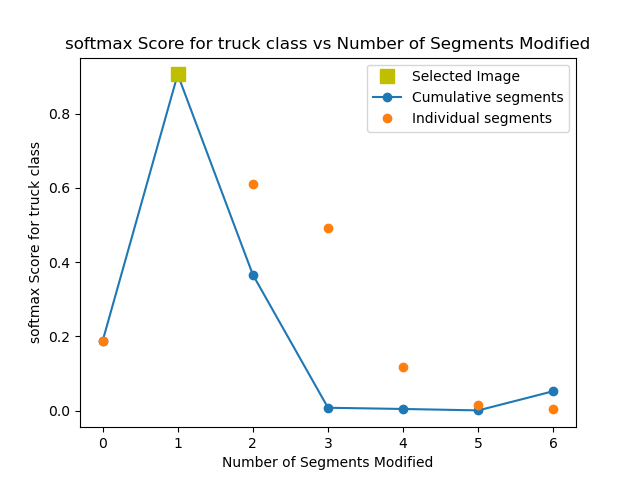 softmax Score for truck class vs Number of Segments Modified
Selected Image
Cumulative segments
Individual segments
softmax Score for truck class
0.8
0.6
0.4
0.2
0.0
0 1 2 3 4 5 6
Number of Segments Modified